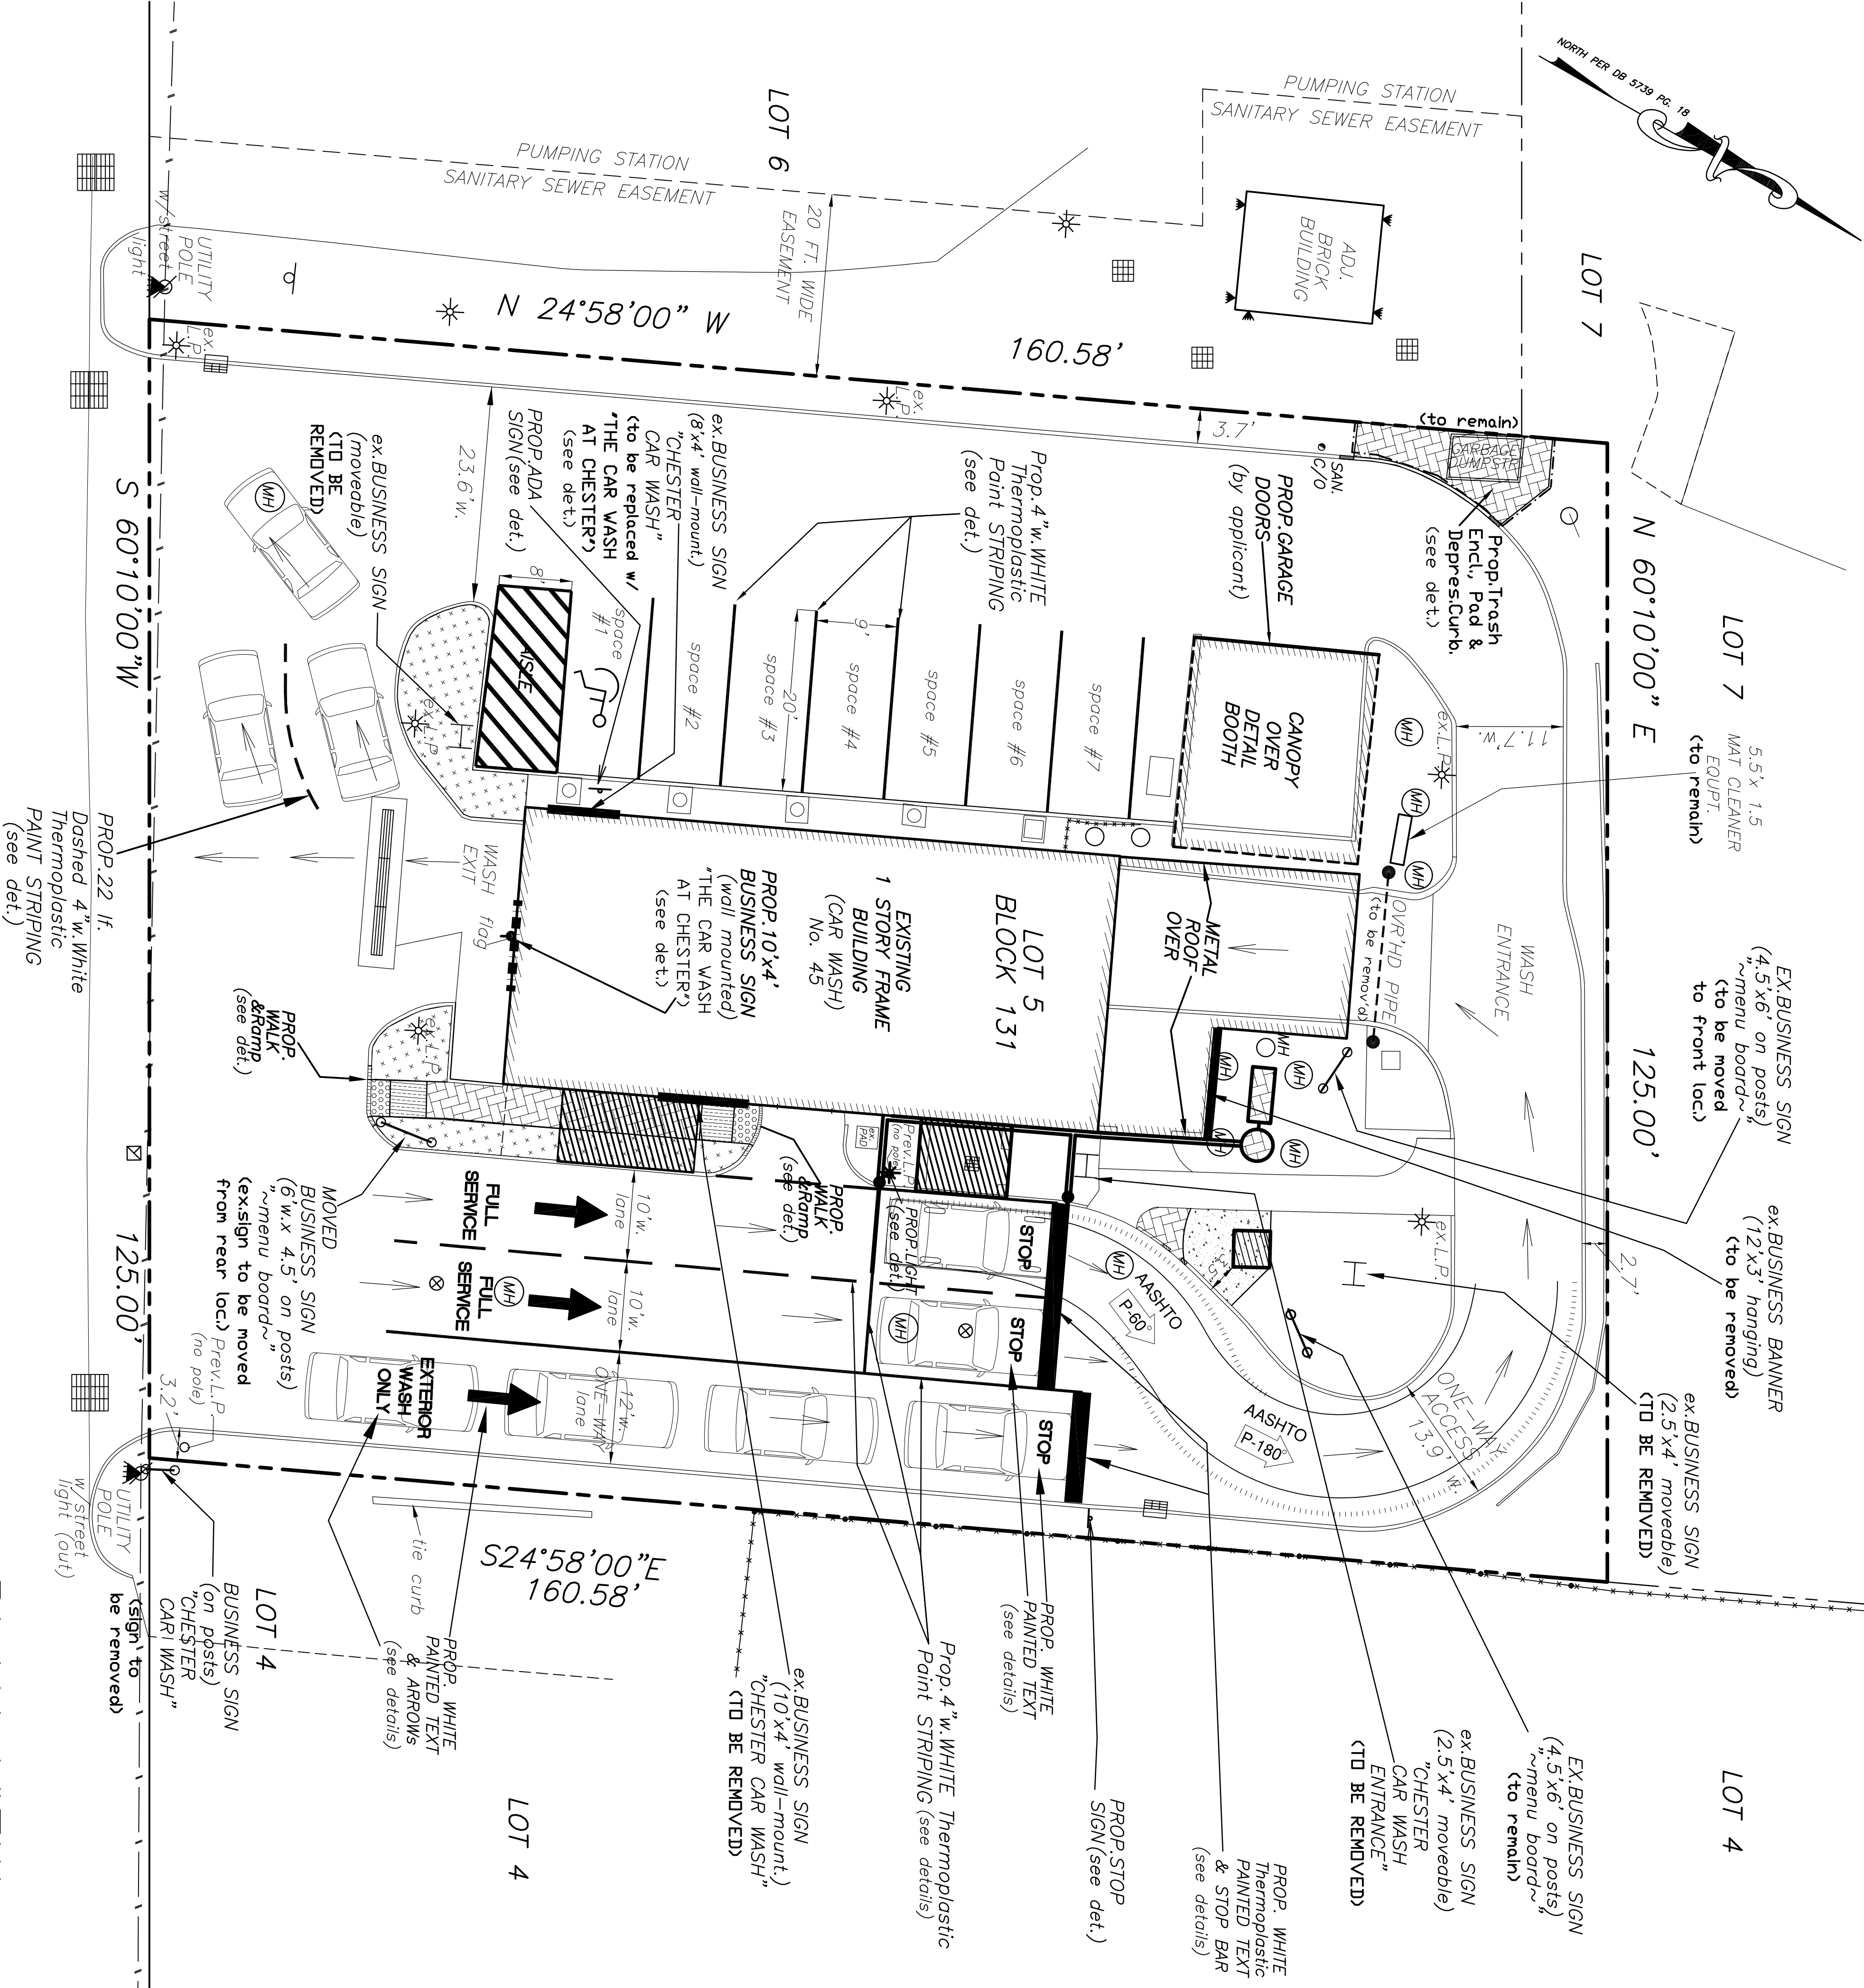 NORTH PER DB 5739 PG. 18
PUMPING STATION
SANITARY SEWER EASEMENT
LOT 6
PUMPING STATION
SANITARY SEWER EASEMENT
20 FT. WIDE
EASEMENT
ADJ.
BRICK
BUILDING
LOT 7
UTILITY
POLE
w/street
light
ex.
L.P.
N 24°58'00" W
160.58'
ex.
L.P.
3.7'
(to remain)
GARBAGE
DUMPSTR
SAN.
C/O
Prop.Trash
Encl., Pad &
Depres.Curb.
(see det.)
N 60°10'00" E
125.00'
LOT 7
5.5'x 1.5
MAT CLEANER
EQUPT.
(to remain)
23.6'w.
ex.BUSINESS SIGN
(moveable)
(TO BE
REMOVED)
PROP.ADA
SIGN(see det.)
ex.BUSINESS SIGN
(8'x4' wall-mount.)
"CHESTER
CAR WASH"
(to be replaced w/
"THE CAR WASH
AT CHESTER")
(see det.)
Prop.4"w.WHITE
Thermoplastic
Paint STRIPING
(see det.)
PROP.GARAGE
DOORS
(by applicant)
S 60°10'00"W
MH
8'
AISLE
space
#1
space #2
space #3
20'
space #4
9'
space #5
space #6
space #7
CANOPY
OVER
DETAIL
BOOTH
MH
ex.L.P.
11.7'w.
MH
MH
ex.L.P.
PROP.22 lf.
Dashed 4"w.White
Thermoplastic
PAINT STRIPING
(see det.)
WASH
EXIT
flag
PROP.10'x4'
BUSINESS SIGN
(wall mounted)
"THE CAR WASH
AT CHESTER")
(see det.)
EXISTING
1 STORY FRAME
BUILDING
(CAR WASH)
No. 45
LOT 5
BLOCK 131
METAL
ROOF
OVER
OVR'HD PIPE
(to be removed)
WASH
ENTRANCE
EX.BUSINESS SIGN
(4.5'x6' on posts)
"~menu board~"
(to be moved
to front loc.)
PROP.
WALK
&Ramp
(see det.)
ex.L.P.
MH
MH
MH
MH
MH
ex.
PAD
Prev.L.P.
(no pole)
PROP.
WALK
&Ramp
(see det.)
PROP.LIGHT
(see det.)
ex.L.P.
2.7'
ex.BUSINESS BANNER
(12'x3' hanging)
(to be removed)
MOVED
BUSINESS SIGN
(6'w.x 4.5' on posts)
"~menu board~"
(ex.sign to be moved
from rear loc.)
FULL
SERVICE
10'w.
lane
FULL
SERVICE
MH
10'w.
lane
STOP
STOP
MH
MH
AASHTO
P-60°
5'
AASHTO
P-180°
ONE-WAY
ACCESS
13.9' w.
ex.BUSINESS SIGN
(2.5'x4' moveable)
(TO BE REMOVED)
125.00'
Prev.L.P.
(no pole)
3.2'
EXTERIOR
WASH
ONLY
12'w.
ONE-WAY
lane
STOP
UTILITY
POLE
w/street
light (out)
tie curb
S24°58'00"E
160.58'
BUSINESS SIGN
(on posts)
"CHESTER
CAR WASH"
(sign to
be removed)
LOT 4
PROP. WHITE
PAINTED TEXT
& ARROWs
(see details)
LOT 4
ex.BUSINESS SIGN
(10'x4' wall-mount.)
"CHESTER CAR WASH"
(TO BE REMOVED)
Prop.4"w.WHITE Thermoplastic
Paint STRIPING (see details)
PROP. WHITE
PAINTED TEXT
(see details)
PROP.STOP
SIGN(see det.)
PROP. WHITE
Thermoplastic
PAINTED TEXT
& STOP BAR
(see details)
ex.BUSINESS SIGN
(2.5'x4' moveable)
"CHESTER
CAR WASH
ENTRANCE"
(TO BE REMOVED)
EX.BUSINESS SIGN
(4.5'x6' on posts)
"~menu board~"
(to remain)
LOT 4